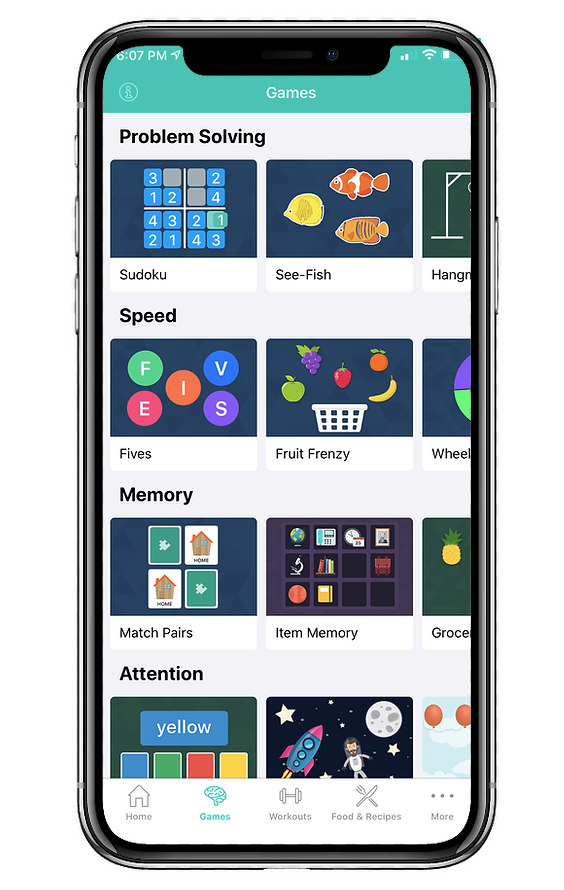 6:07 PM
Games
Problem Solving
3 2
1 2 4
4 3 2 1
2 1 4 3
Sudoku
See-Fish
Hangn
Speed
F V
I
E S
Fives
Fruit Frenzy
Wheel
Memory
HOME
HOME
Match Pairs
Item Memory
Grocer
Attention
yellow
Home
Games
Workouts
Food & Recipes
More